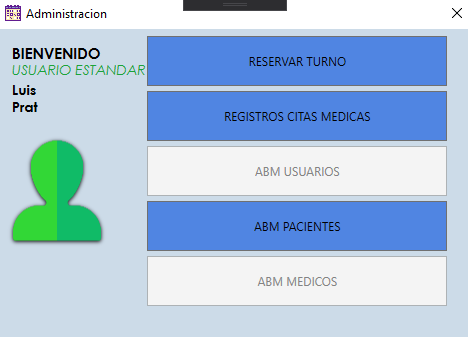 Administracion
BIENVENIDO
USUARIO ESTANDAR
Luis
Prat
RESERVAR TURNO
REGISTROS CITAS MEDICAS
ABM USUARIOS
ABM PACIENTES
ABM MEDICOS